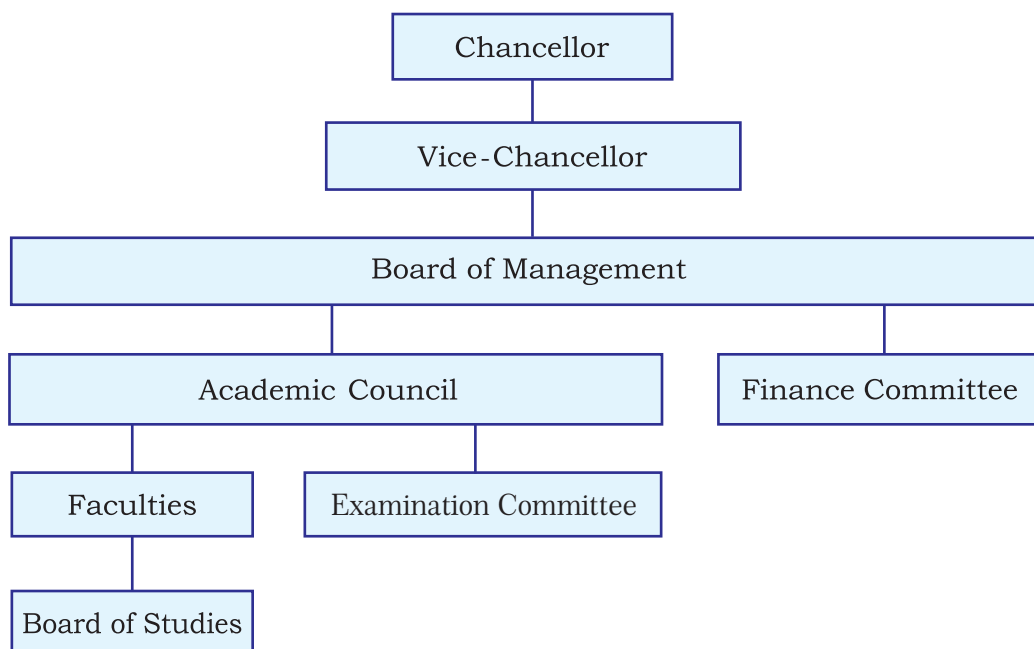 Chancellor
Vice-Chancellor
Board of Management
Academic Council
Finance Committee
Faculties
Examination Committee
Board of Studies